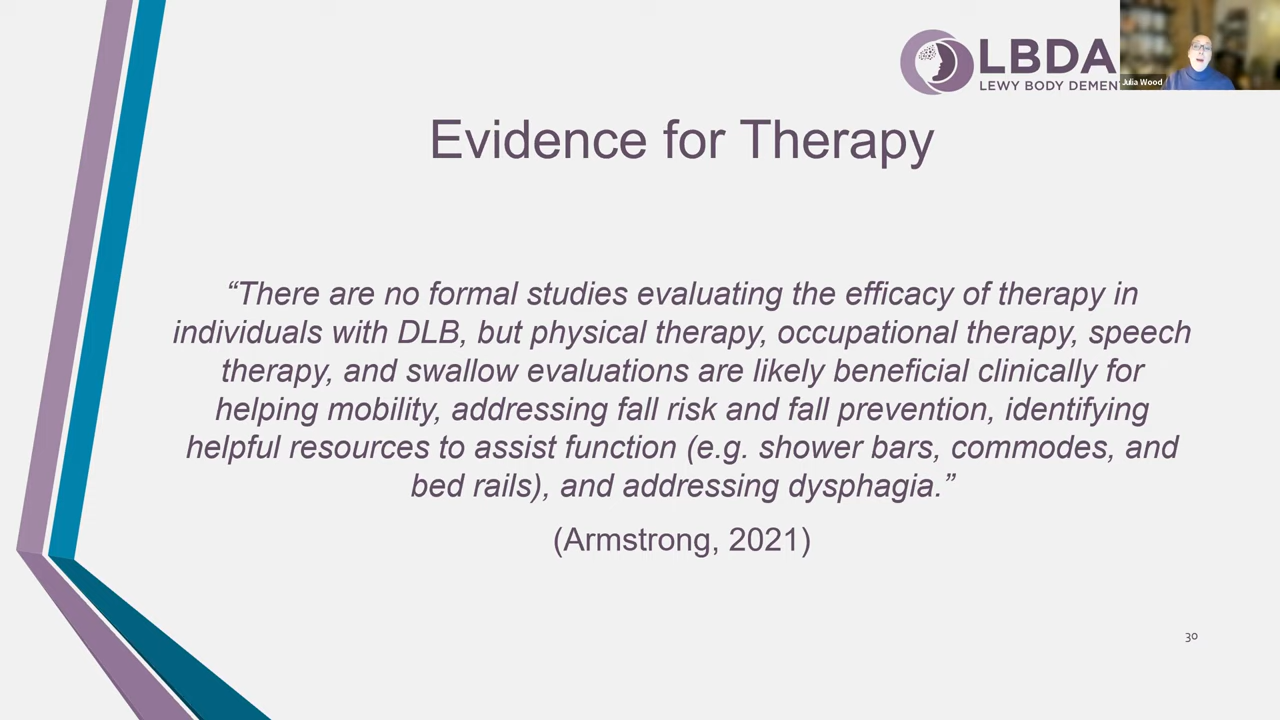 LBDA
LEWY BODY DEMEN
Julia Wood
Evidence for Therapy
“There are no formal studies evaluating the efficacy of therapy in
individuals with DLB, but physical therapy, occupational therapy, speech
therapy, and swallow evaluations are likely beneficial clinically for
helping mobility, addressing fall risk and fall prevention, identifying
helpful resources to assist function (e.g. shower bars, commodes, and
bed rails), and addressing dysphagia.”
(Armstrong, 2021)
30